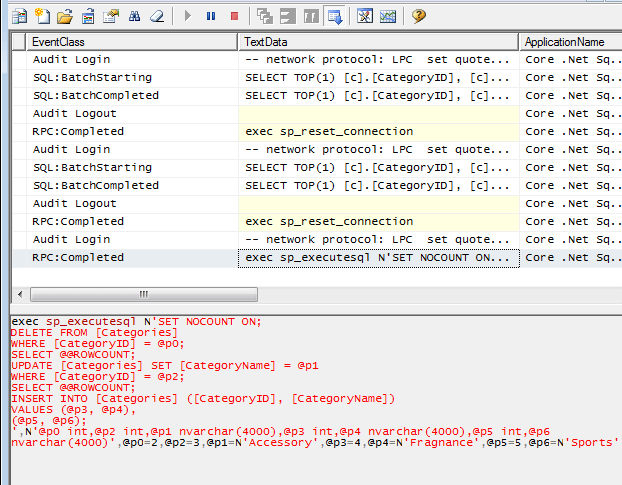 EventClass TextData ApplicationName
Audit Login -- network protocol: LPC  set quote... Core .Net Sq..
SQL:BatchStarting SELECT TOP(1) [c].[CategoryID], [c]... Core .Net Sq..
SQL:BatchCompleted SELECT TOP(1) [c].[CategoryID], [c]... Core .Net Sq..
Audit Logout Core .Net Sq..
RPC:Completed exec sp_reset_connection Core .Net Sq..
Audit Login -- network protocol: LPC  set quote... Core .Net Sq..
SQL:BatchStarting SELECT TOP(1) [c].[CategoryID], [c]... Core .Net Sq..
SQL:BatchCompleted SELECT TOP(1) [c].[CategoryID], [c]... Core .Net Sq..
Audit Logout Core .Net Sq..
RPC:Completed exec sp_reset_connection Core .Net Sq..
Audit Login -- network protocol: LPC  set quote... Core .Net Sq..
RPC:Completed exec sp_executesql N'SET NOCOUNT ON... Core .Net Sq..
exec sp_executesql N'SET NOCOUNT ON;
DELETE FROM [Categories]
WHERE [CategoryID] = @p0;
SELECT @@ROWCOUNT;
UPDATE [Categories] SET [CategoryName] = @p1
WHERE [CategoryID] = @p2;
SELECT @@ROWCOUNT;
INSERT INTO [Categories] ([CategoryID], [CategoryName])
VALUES (@p3, @p4),
(@p5, @p6);
',N'@p0 int,@p2 int,@p1 nvarchar(4000),@p3 int,@p4 nvarchar(4000),@p5 int,@p6
nvarchar(4000)',@p0=2,@p2=3,@p1=N'Accessory',@p3=4,@p4=N'Fragnance',@p5=5,@p6=N'Sports'